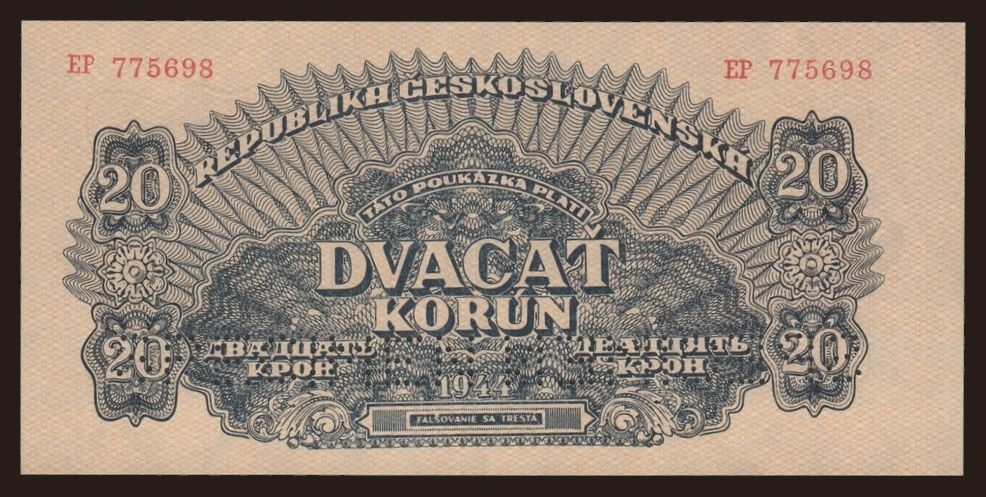 EP 775698
EP 775698
REPUBLIKA ČESKOSLOVENSKÁ
20
20
TÁTO POUKÁZKA PLATÍ
DVACAŤ
KORÚN
20
20
ДВАДЦАТЬ
КРОН
ДВАДЦЯТЬ
КРОН
1944
FALŠOVANIE SA TRESTÁ